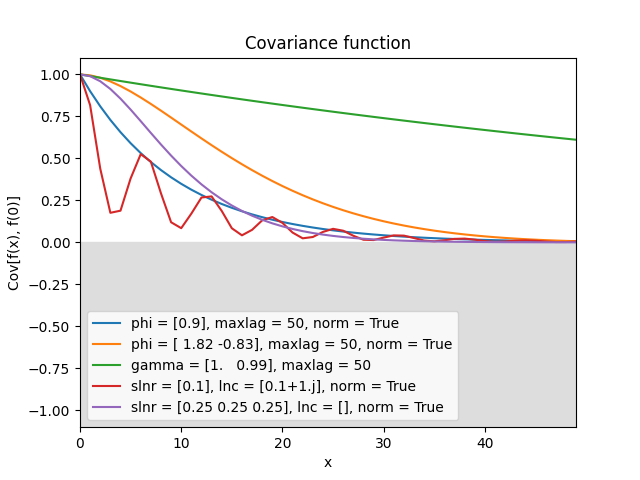 Covariance function
Cov[f(x), f(0)]
1.00
0.75
0.50
0.25
0.00
−0.25
−0.50
−0.75
−1.00
phi = [0.9], maxlag = 50, norm = True
phi = [ 1.82 -0.83], maxlag = 50, norm = True
gamma = [1.   0.99], maxlag = 50
slnr = [0.1], lnc = [0.1+1.j], norm = True
slnr = [0.25 0.25 0.25], lnc = [], norm = True
0 10 20 30 40
x